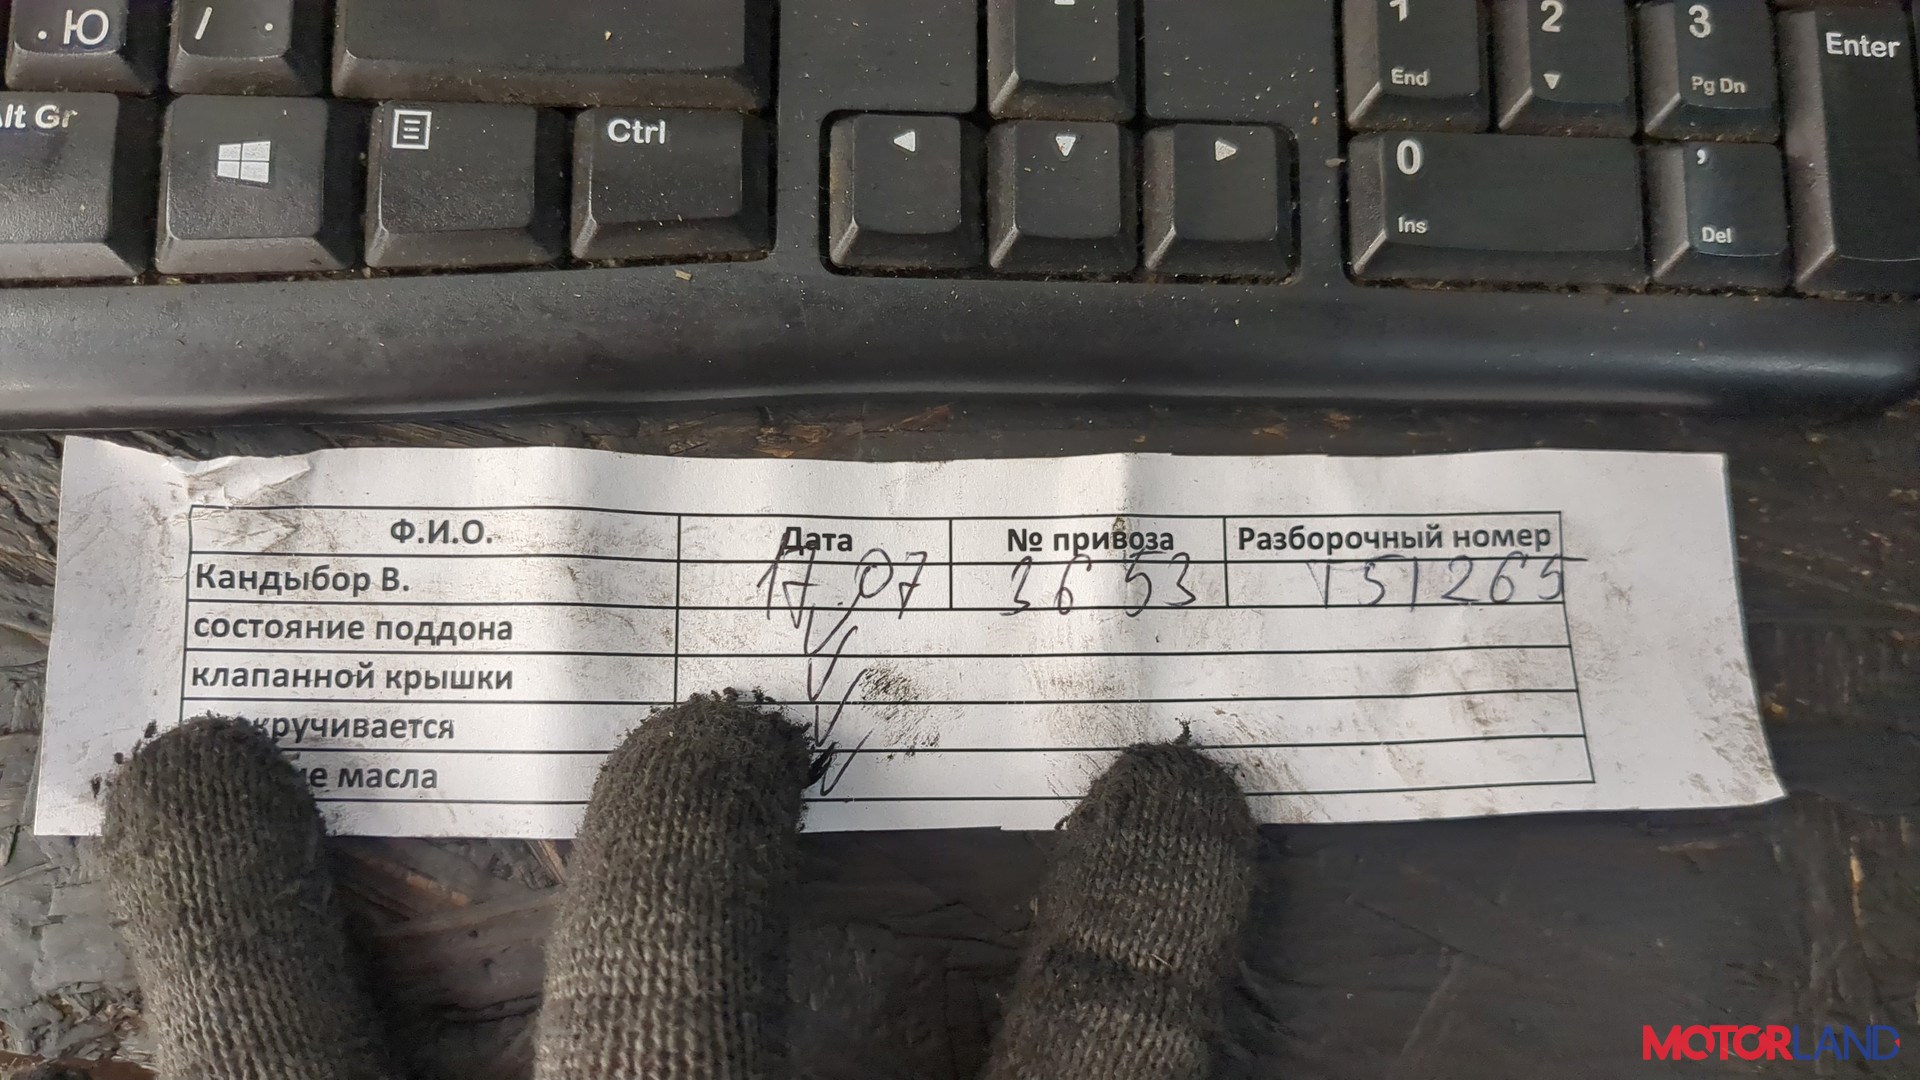 . Ю / . 1 2 3 Enter
End Pg Dn
Alt Gr Ctrl 0 ,
Ins Del
Ф.И.О. Дата № привоза Разборочный номер
Кандыбор В. 17.07 3653 151265
состояние поддона
клапанной крышки
кручивается
масла
MOTORLAND